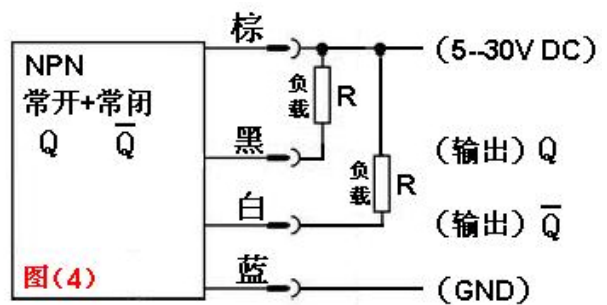 棕
(5--30V DC)
NPN
常开+常闭
Q Q̅
负载 R
黑
(输出) Q
负载 R
白
(输出) Q̅
图(4)
蓝
(GND)